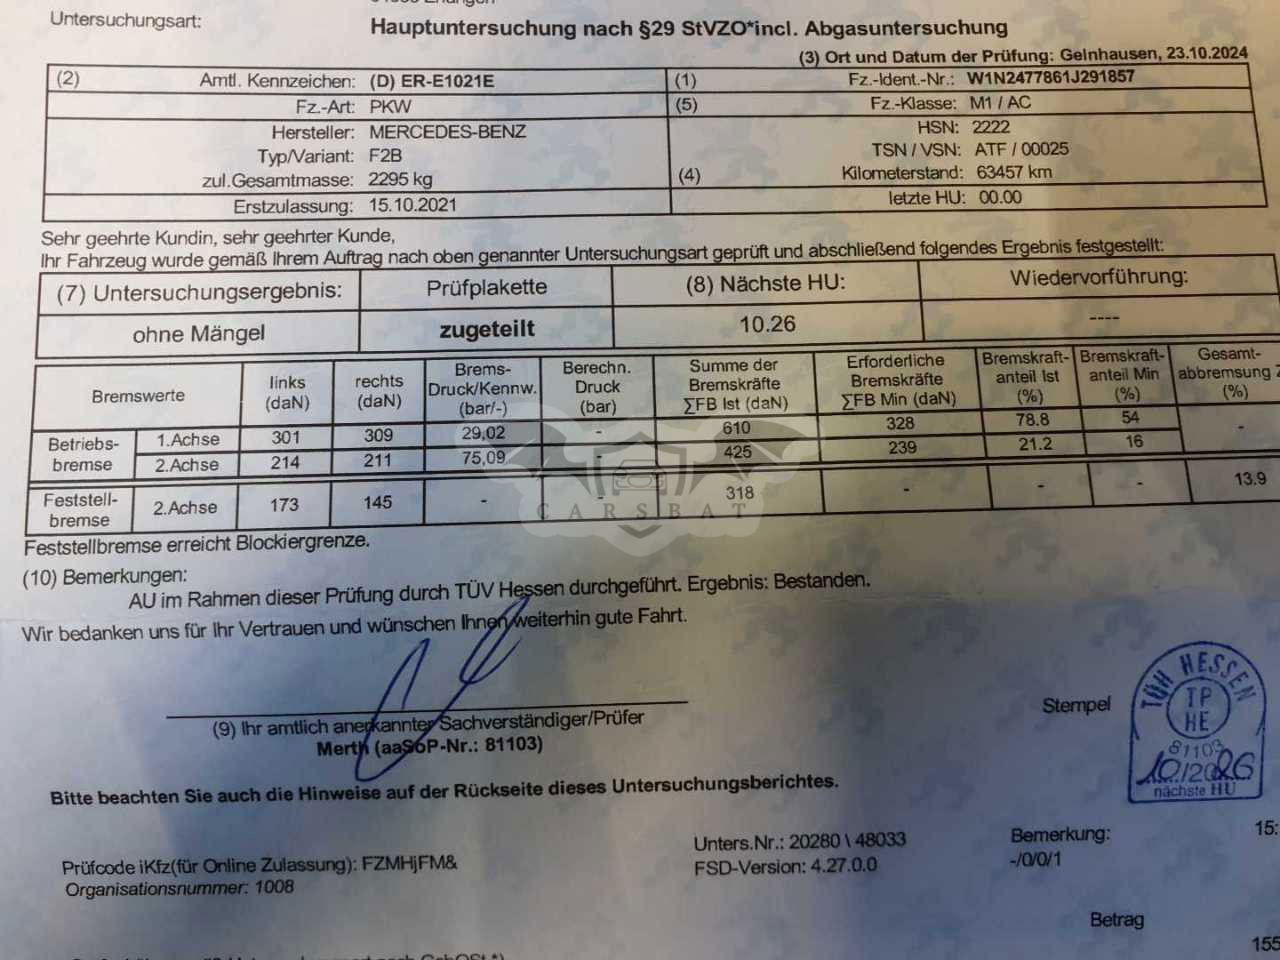 Untersuchungsart:
Hauptuntersuchung nach §29 StVZO*incl. Abgasuntersuchung
(3) Ort und Datum der Prüfung: Gelnhausen, 23.10.2024
(2) Amtl. Kennzeichen: (D) ER-E1021E (1) Fz.-Ident.-Nr.: W1N2477861J291857
Fz.-Art: PKW (5) Fz.-Klasse: M1 / AC
Hersteller: MERCEDES-BENZ HSN: 2222
Typ/Variant: F2B TSN / VSN: ATF / 00025
zul.Gesamtmasse: 2295 kg (4) Kilometerstand: 63457 km
Erstzulassung: 15.10.2021 letzte HU: 00.00
Sehr geehrte Kundin, sehr geehrter Kunde,
Ihr Fahrzeug wurde gemäß Ihrem Auftrag nach oben genannter Untersuchungsart geprüft und abschließend folgendes Ergebnis festgestellt:
(7) Untersuchungsergebnis: Prüfplakette (8) Nächste HU: Wiedervorführung:
ohne Mängel zugeteilt 10.26 ----
Bremswerte links (daN) rechts (daN) Brems-Druck/Kennw. (bar/-) Berechn. Druck (bar) Summe der Bremskräfte ∑FB Ist (daN) Erforderliche Bremskräfte ∑FB Min (daN) Bremskraft-anteil Ist (%) Bremskraft-anteil Min (%) Gesamt-abbremsung Z (%)
Betriebs-bremse 1.Achse 301 309 29,02 - 610 328 78.8 54 -
2.Achse 214 211 75,09 - 425 239 21.2 16
Feststell-bremse 2.Achse 173 145 - - 318 - - - 13.9
CARSBAT
Feststellbremse erreicht Blockiergrenze.
(10) Bemerkungen:
AU im Rahmen dieser Prüfung durch TÜV Hessen durchgeführt. Ergebnis: Bestanden.
Wir bedanken uns für Ihr Vertrauen und wünschen Ihnen weiterhin gute Fahrt.
(9) Ihr amtlich anerkannter Sachverständiger/Prüfer
Merth (aaSoP-Nr.: 81103)
Stempel
TÜH HESSEN
TP
HE
81103
10/2026
nächste HU
Bitte beachten Sie auch die Hinweise auf der Rückseite dieses Untersuchungsberichtes.
Unters.Nr.: 20280 \ 48033 Bemerkung: 15:
Prüfcode iKfz(für Online Zulassung): FZMHjFM& FSD-Version: 4.27.0.0 -/0/0/1
Organisationsnummer: 1008
Betrag
155